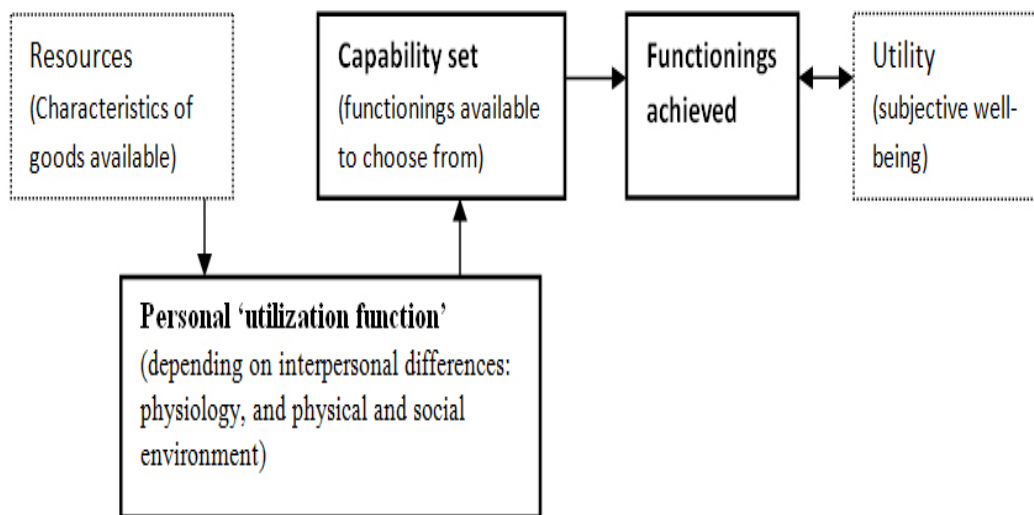 Resources
(Characteristics of
goods available)
Capability set
(functionings available
to choose from)
Functionings
achieved
Utility
(subjective well-
being)
Personal ‘utilization function’
(depending on interpersonal differences:
physiology, and physical and social
environment)